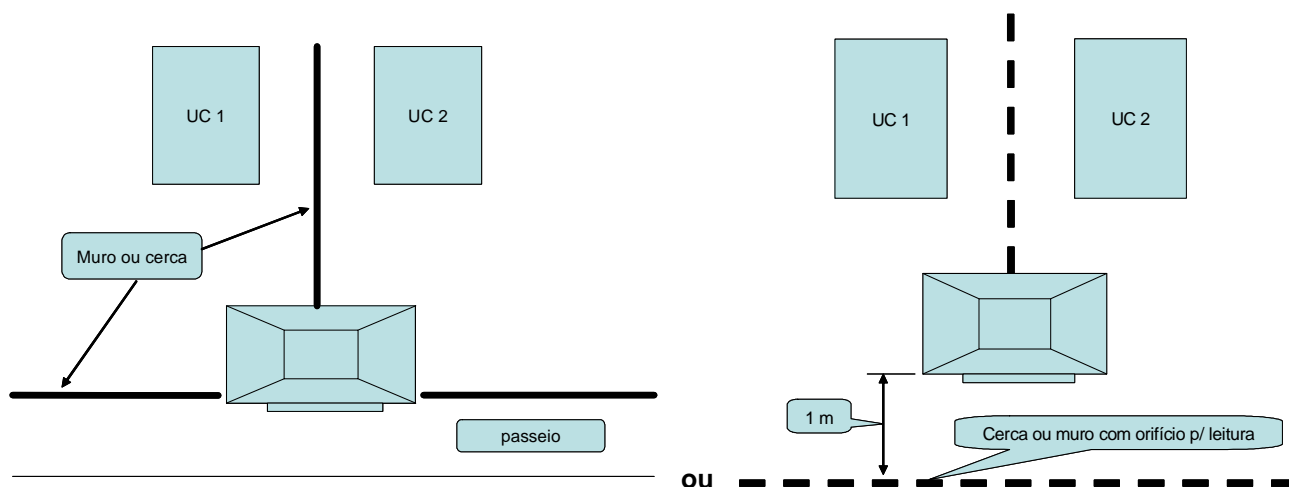 UC 1
UC 2
Muro ou cerca
passeio
ou
UC 1
UC 2
1 m
Cerca ou muro com orifício p/ leitura